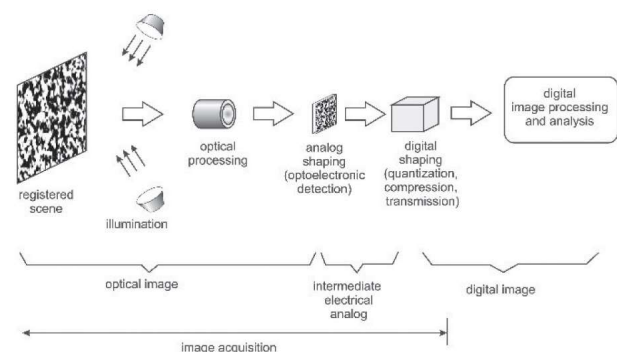 registered
scene
illumination
optical
processing
analog
shaping
(optoelectronic
detection)
digital
shaping
(quantization,
compression,
transmission)
digital
image processing
and analysis
optical image
intermediate
electrical
analog
digital image
image acquisition